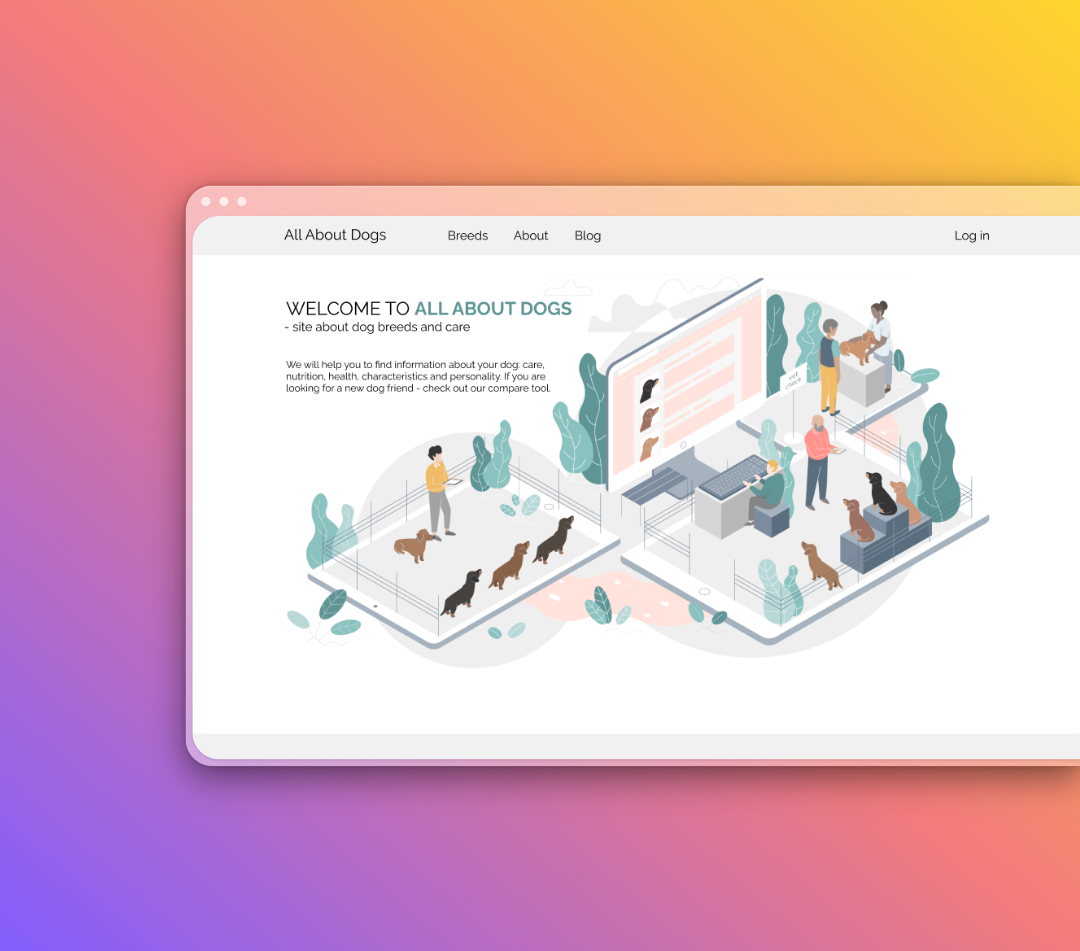 All About Dogs Breeds About Blog Log in
WELCOME TO ALL ABOUT DOGS
- site about dog breeds and care
We will help you to find information about your dog: care,
nutrition, health, characteristics and personality. If you are
looking for a new dog friend - check out our compare tool.
vet
check